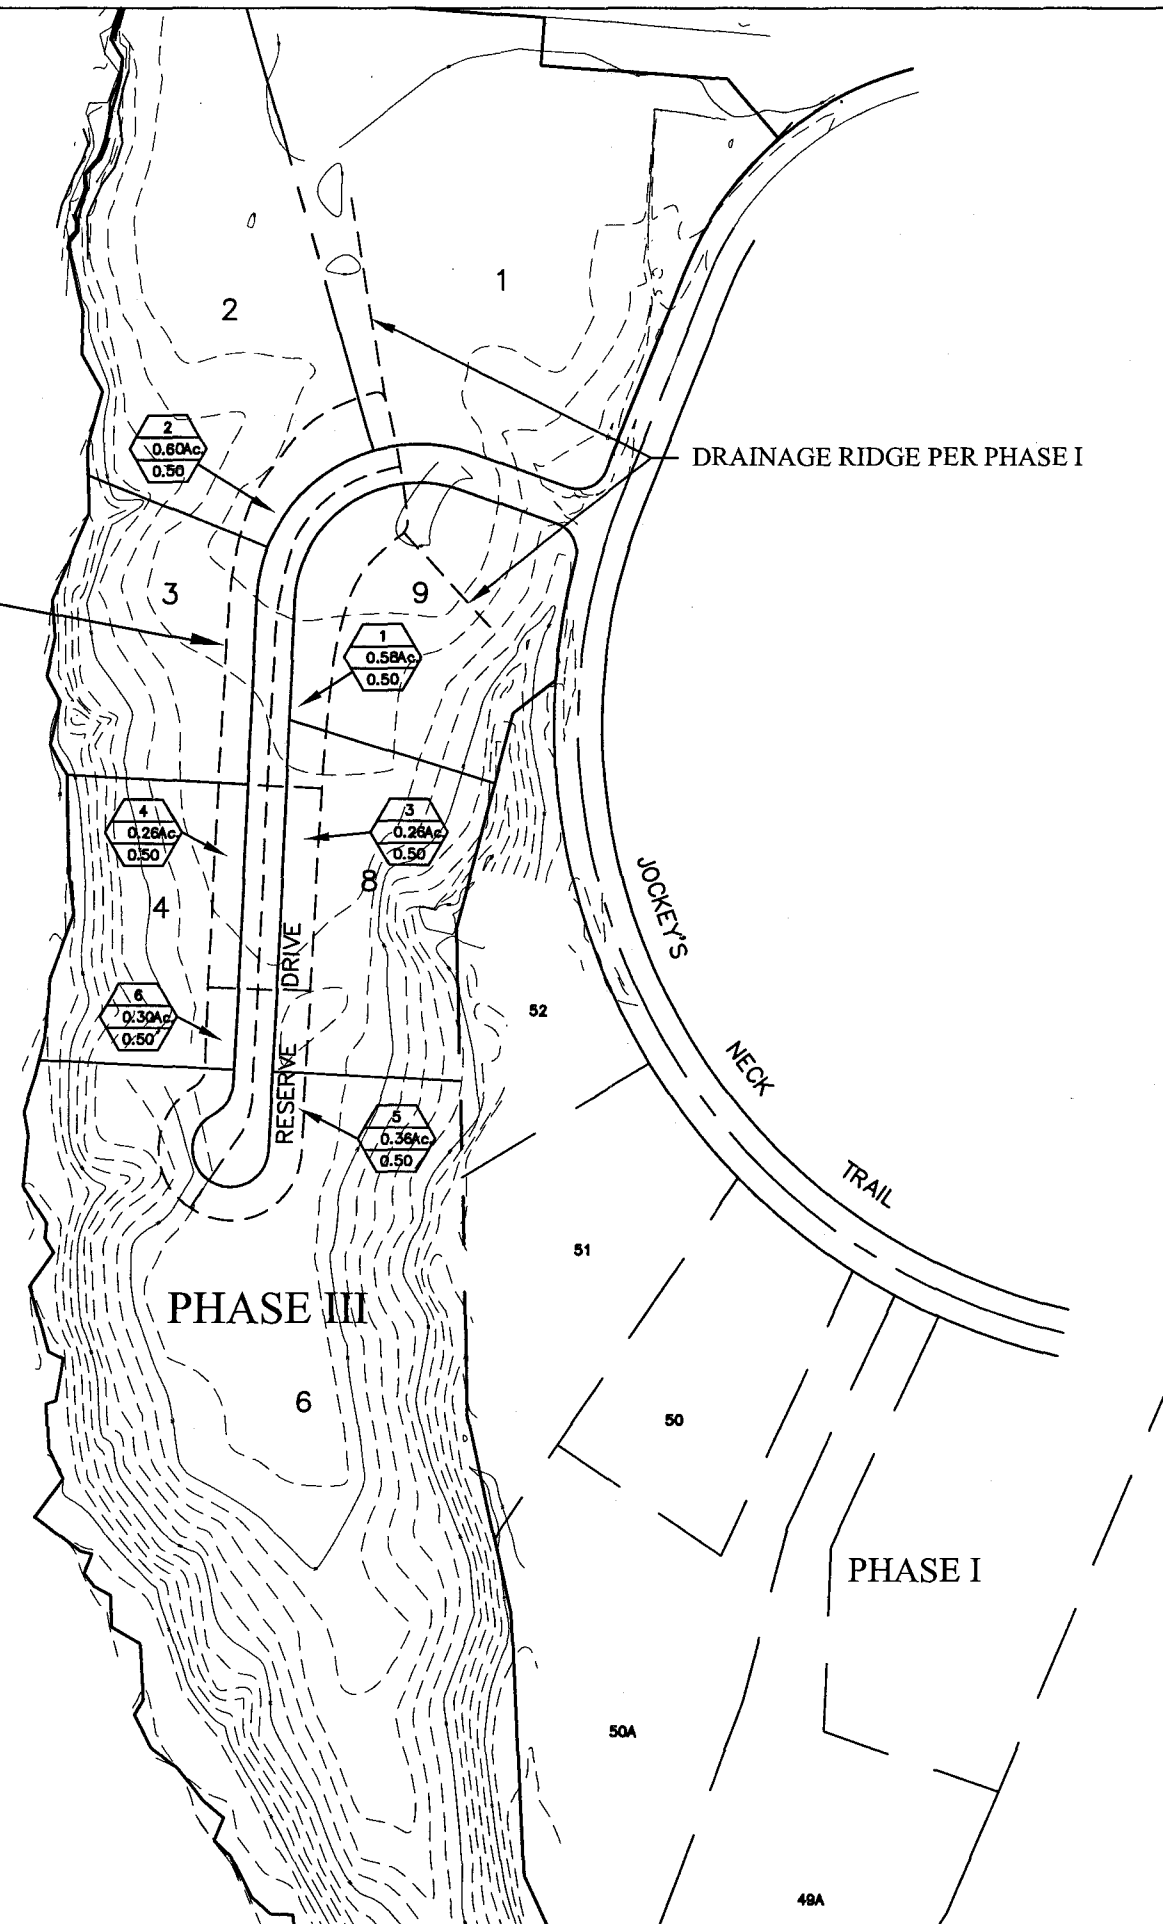 1
2
2
0.60Ac.
0.50
DRAINAGE RIDGE PER PHASE I
3
9
1
0.58Ac.
0.50
4
0.26Ac.
0.50
3
0.26Ac.
0.50
8
4
JOCKEY'S
NECK
TRAIL
RESERVE DRIVE
6
0.30Ac.
0.50
52
5
0.36Ac.
0.50
51
PHASE III
6
50
PHASE I
50A
49A